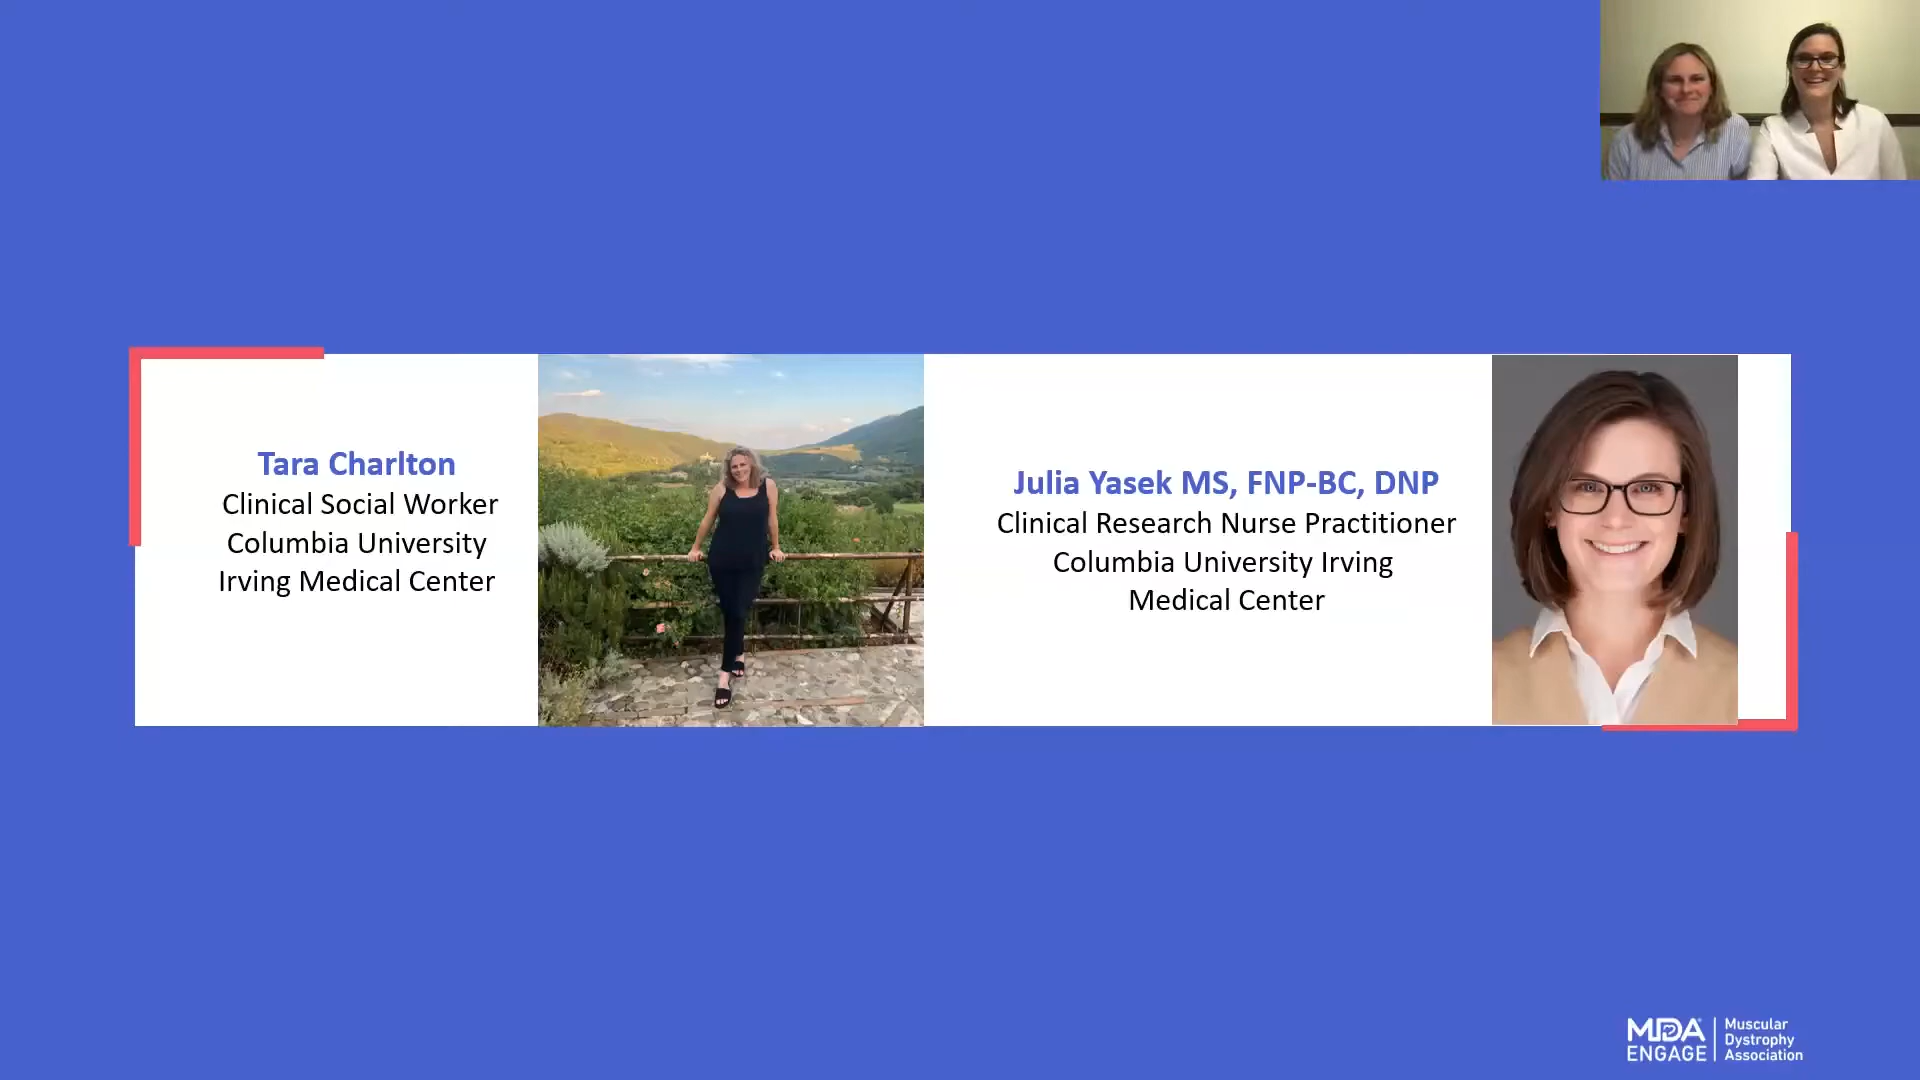 Tara Charlton
Clinical Social Worker
Columbia University
Irving Medical Center
Julia Yasek MS, FNP-BC, DNP
Clinical Research Nurse Practitioner
Columbia University Irving
Medical Center
MDA
ENGAGE
Muscular
Dystrophy
Association